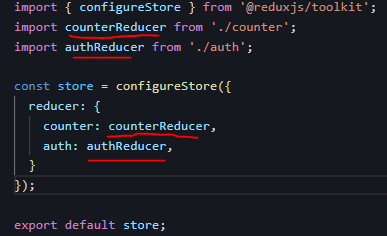 import { configureStore } from '@reduxjs/toolkit';
import counterReducer from './counter';
import authReducer from './auth';
const store = configureStore({
  reducer: {
    counter: counterReducer,
    auth: authReducer,
  }
});
export default store;